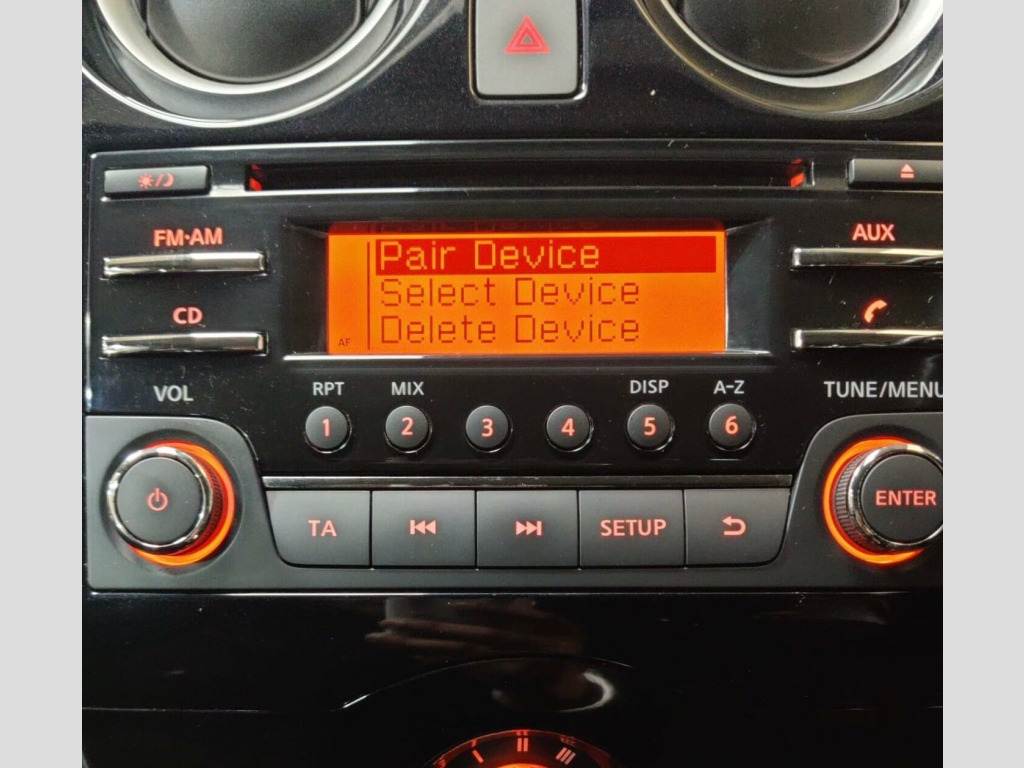 FM·AM
AUX
Pair Device
Select Device
Delete Device
CD
AF
VOL
RPT
MIX
DISP
A-Z
TUNE/MENU
1
2
3
4
5
6
ENTER
TA
SETUP